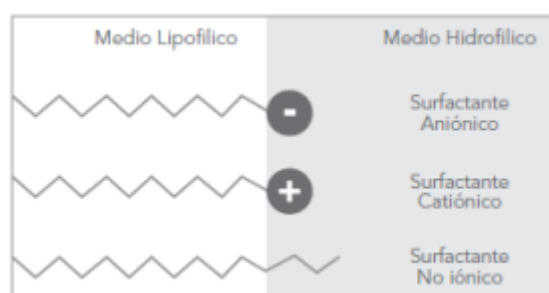 Medio Lipofílico
Medio Hidrofílico
-
Surfactante
Aniónico
+
Surfactante
Catiónico
Surfactante
No iónico